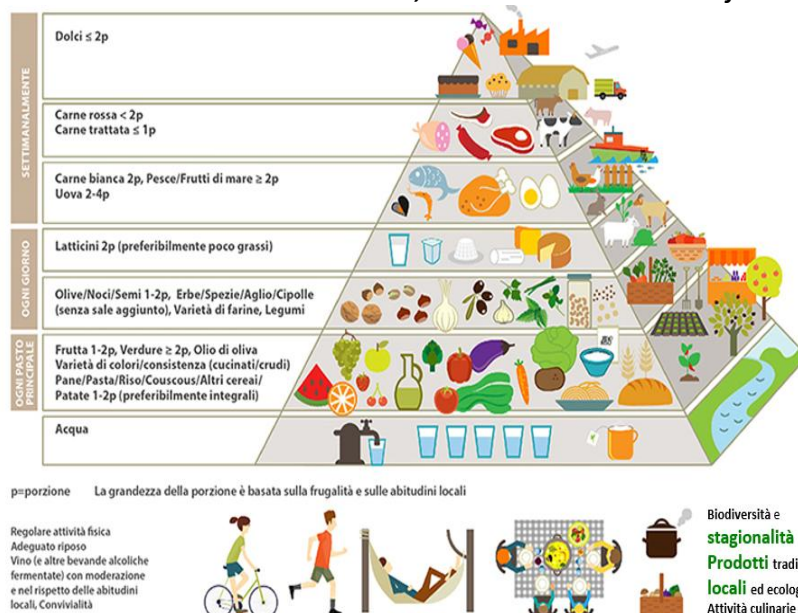 SETTIMANALMENTE
Dolci ≤ 2p
Carne rossa < 2p
Carne trattata ≤ 1p
Carne bianca 2p, Pesce/Frutti di mare ≥ 2p
Uova 2-4p
OGNI GIORNO
Latticini 2p (preferibilmente poco grassi)
Olive/Noci/Semi 1-2p, Erbe/Spezie/Aglio/Cipolle
(senza sale aggiunto), Varietà di farine, Legumi
OGNI PASTO
PRINCIPALE
Frutta 1-2p, Verdure ≥ 2p, Olio di oliva
Varietà di colori/consistenza (cucinati/crudi)
Pane/Pasta/Riso/Couscous/Altri cereai/
Patate 1-2p (preferibilmente integrali)
Acqua
p=porzione La grandezza della porzione è basata sulla frugalità e sulle abitudini locali
Regolare attività fisica
Adeguato riposo
Vino (e altre bevande alcoliche
fermentate) con moderazione
e nel rispetto delle abitudini
locali, Convivialità
Biodiversità e
stagionalità
Prodotti tradi
locali ed ecolog
Attività culinarie